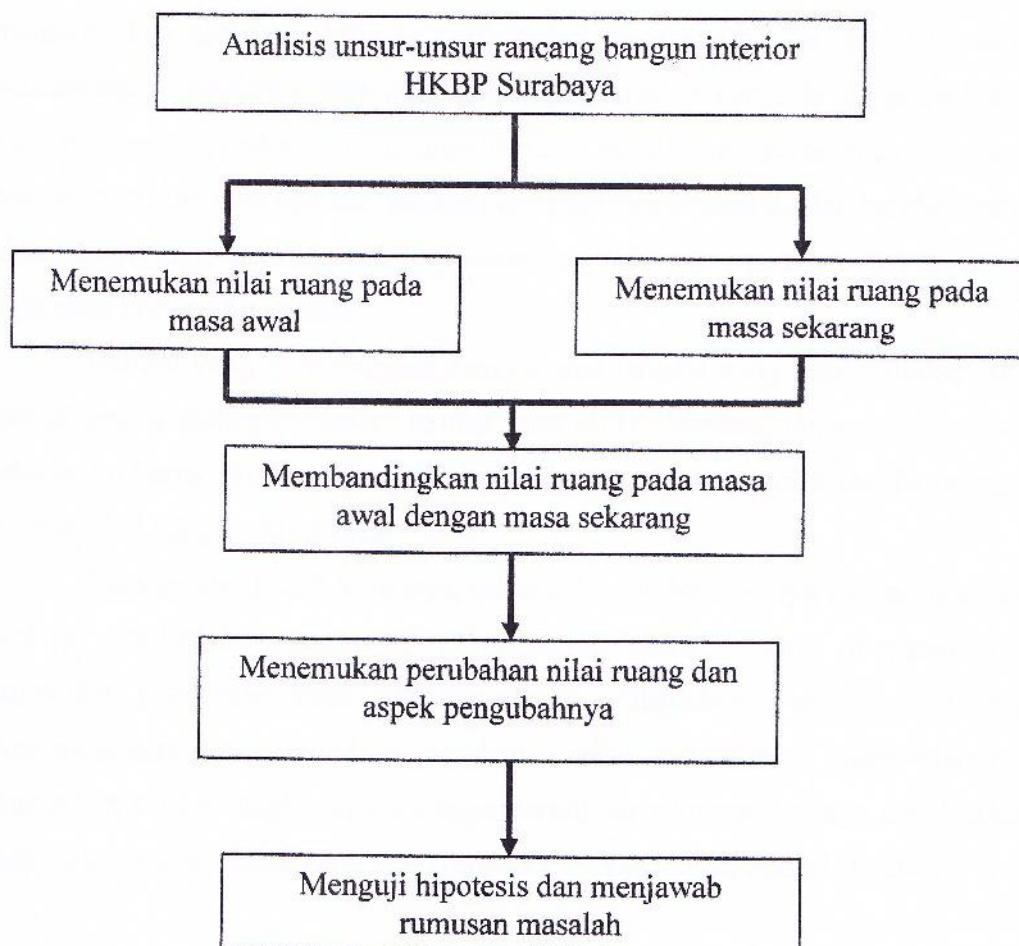 Analisis unsur-unsur rancang bangun interior
HKBP Surabaya
Menemukan nilai ruang pada
masa awal
Menemukan nilai ruang pada
masa sekarang
Membandingkan nilai ruang pada masa
awal dengan masa sekarang
Menemukan perubahan nilai ruang dan
aspek pengubahnya
Menguji hipotesis dan menjawab
rumusan masalah